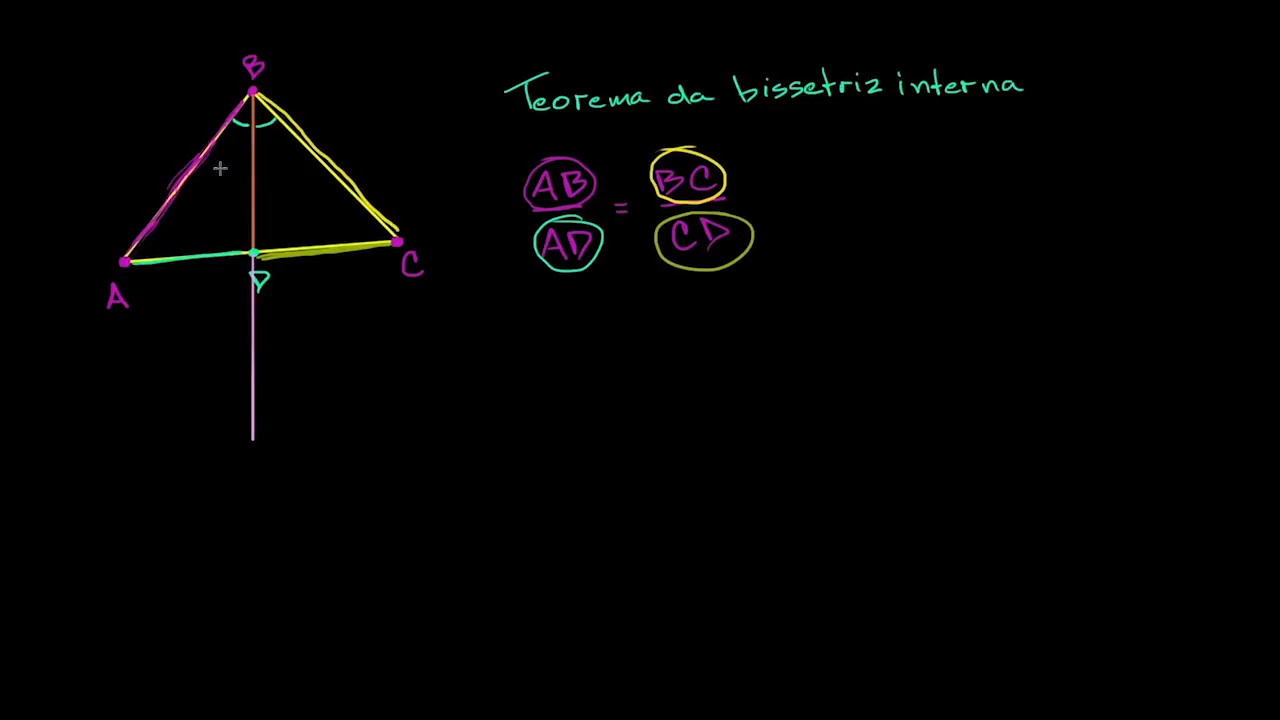 B
Teorema da bissetriz interna
AB = BC
AD CD
A D C